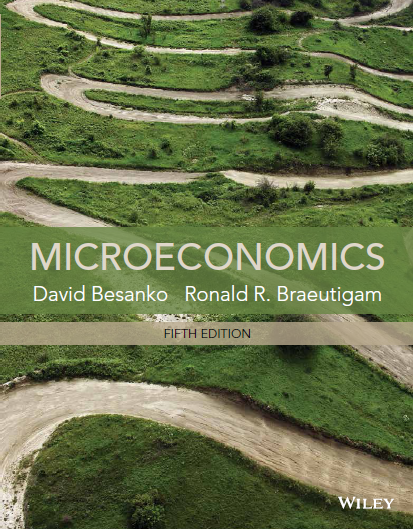 MICROECONOMICS
David Besanko Ronald R. Braeutigam
FIFTH EDITION
WILEY